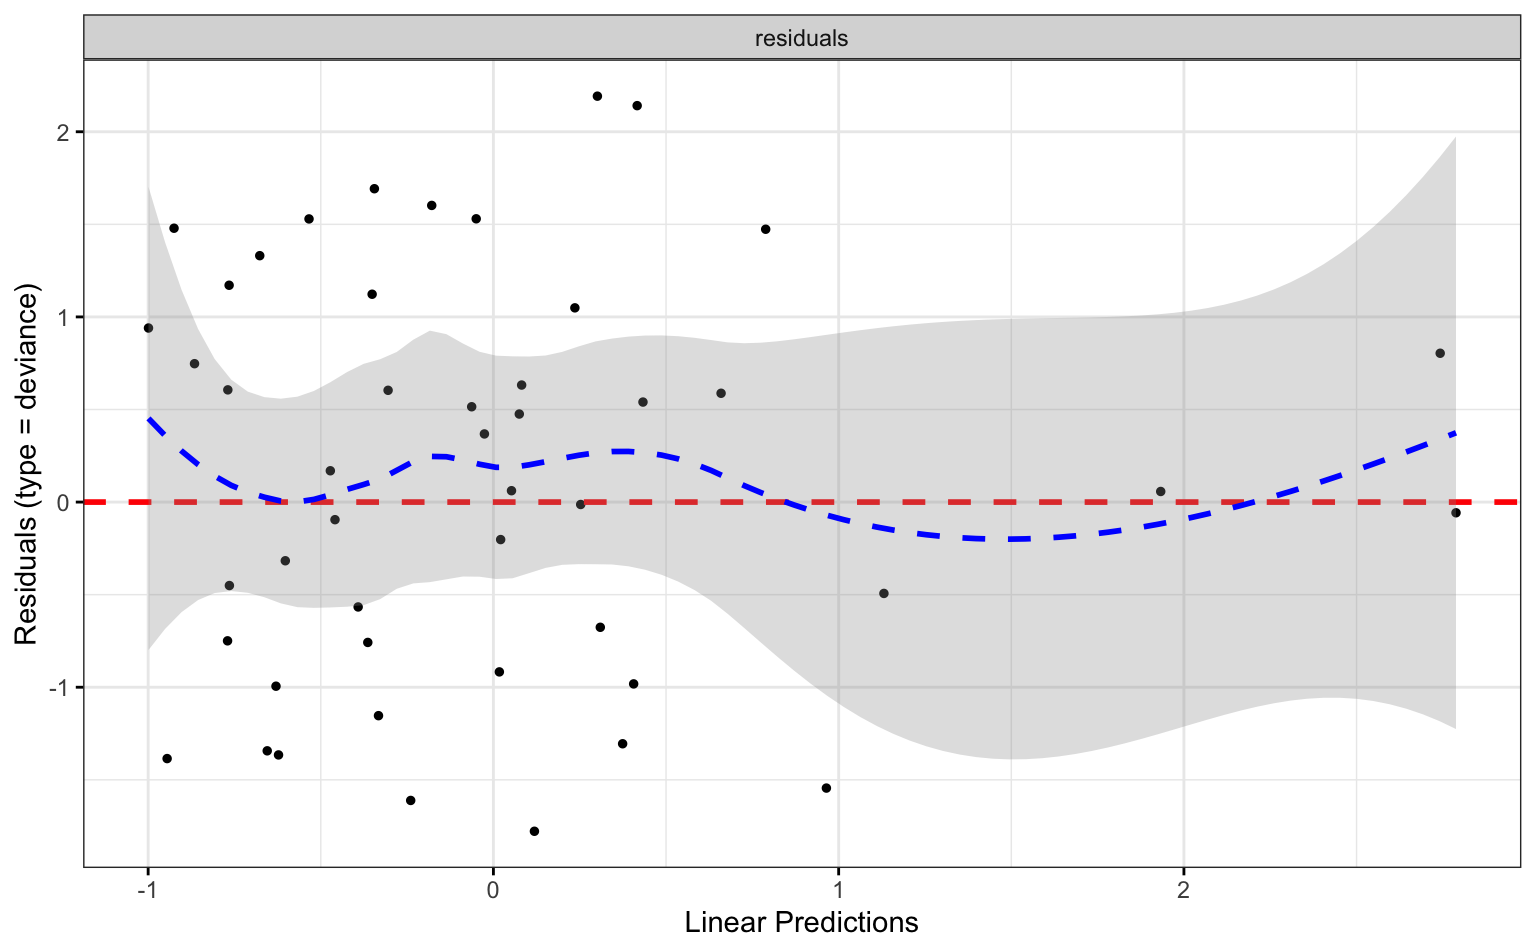 residuals
Residuals (type = deviance)
2
1
0
-1
-1 0 1 2
Linear Predictions